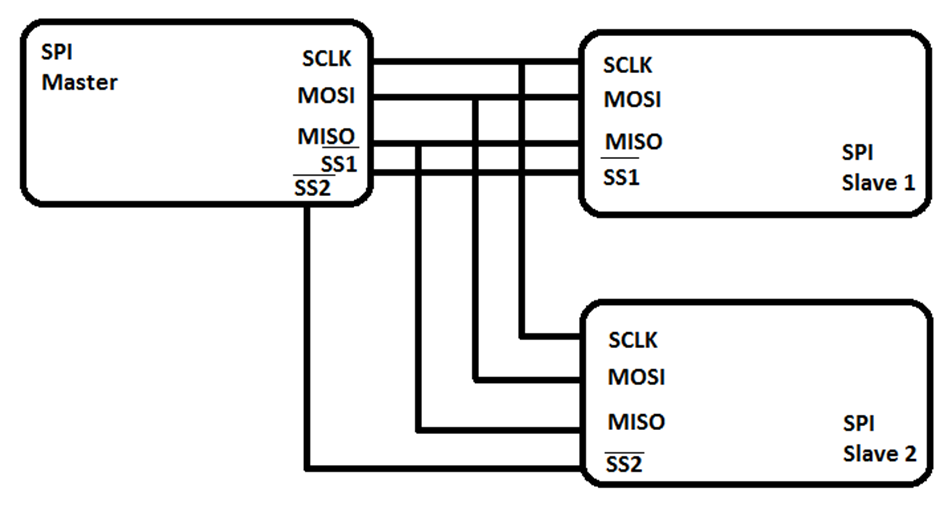 SPI
Master
SCLK
MOSI
MISO
SS1
SS2
SCLK
MOSI
MISO
SS1
SPI
Slave 1
SCLK
MOSI
MISO
SS2
SPI
Slave 2